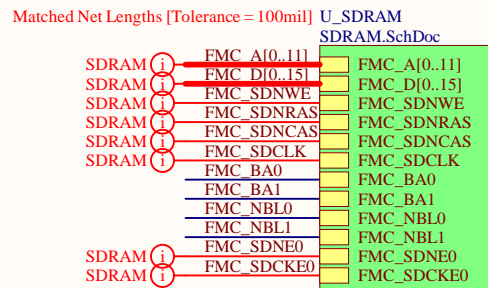 Matched Net Lengths [Tolerance = 100mil] U_SDRAM
SDRAM.SchDoc
SDRAM i FMC_A[0..11] FMC_A[0..11]
SDRAM i FMC_D[0..15] FMC_D[0..15]
SDRAM i FMC_SDNWE FMC_SDNWE
SDRAM i FMC_SDNRAS FMC_SDNRAS
SDRAM i FMC_SDNCAS FMC_SDNCAS
SDRAM i FMC_SDCLK FMC_SDCLK
FMC_BA0 FMC_BA0
FMC_BA1 FMC_BA1
FMC_NBL0 FMC_NBL0
FMC_NBL1 FMC_NBL1
SDRAM i FMC_SDNE0 FMC_SDNE0
SDRAM i FMC_SDCKE0 FMC_SDCKE0